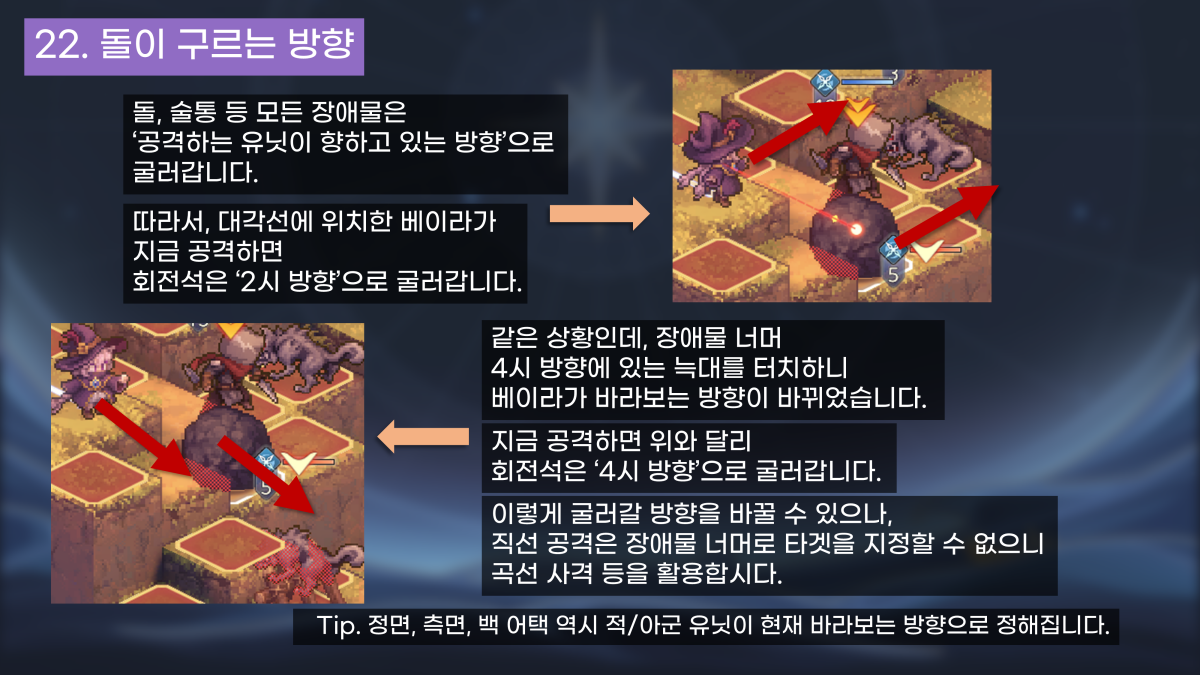 22. 돌이 구르는 방향
돌, 술통 등 모든 장애물은
‘공격하는 유닛이 향하고 있는 방향’으로
굴러갑니다.
따라서, 대각선에 위치한 베이라가
지금 공격하면
회전석은 ‘2시 방향’으로 굴러갑니다.
3
5
같은 상황인데, 장애물 너머
4시 방향에 있는 늑대를 터치하니
베이라가 바라보는 방향이 바뀌었습니다.
지금 공격하면 위와 달리
회전석은 ‘4시 방향’으로 굴러갑니다.
이렇게 굴러갈 방향을 바꿀 수 있으나,
직선 공격은 장애물 너머로 타겟을 지정할 수 없으니
곡선 사격 등을 활용합시다.
5
Tip. 정면, 측면, 백 어택 역시 적/아군 유닛이 현재 바라보는 방향으로 정해집니다.